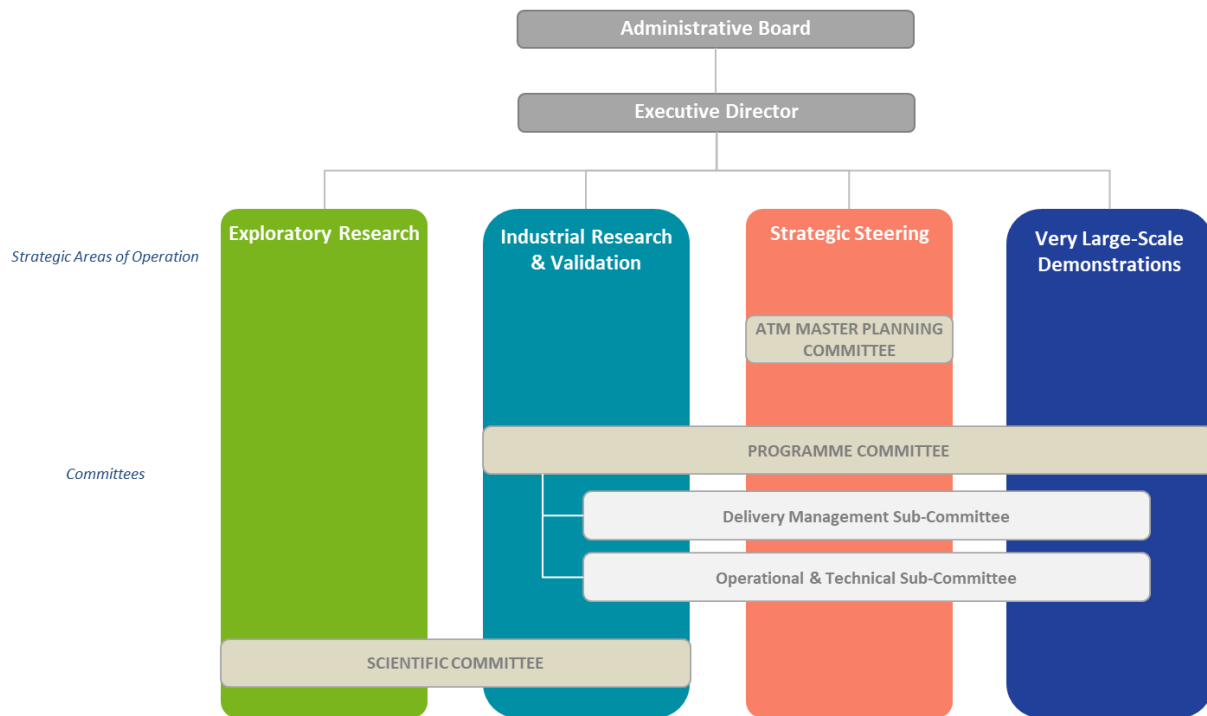 Administrative Board
Executive Director
Strategic Areas of Operation
Exploratory Research
Industrial Research
& Validation
Strategic Steering
Very Large-Scale
Demonstrations
ATM MASTER PLANNING
COMMITTEE
Committees
PROGRAMME COMMITTEE
Delivery Management Sub-Committee
Operational & Technical Sub-Committee
SCIENTIFIC COMMITTEE